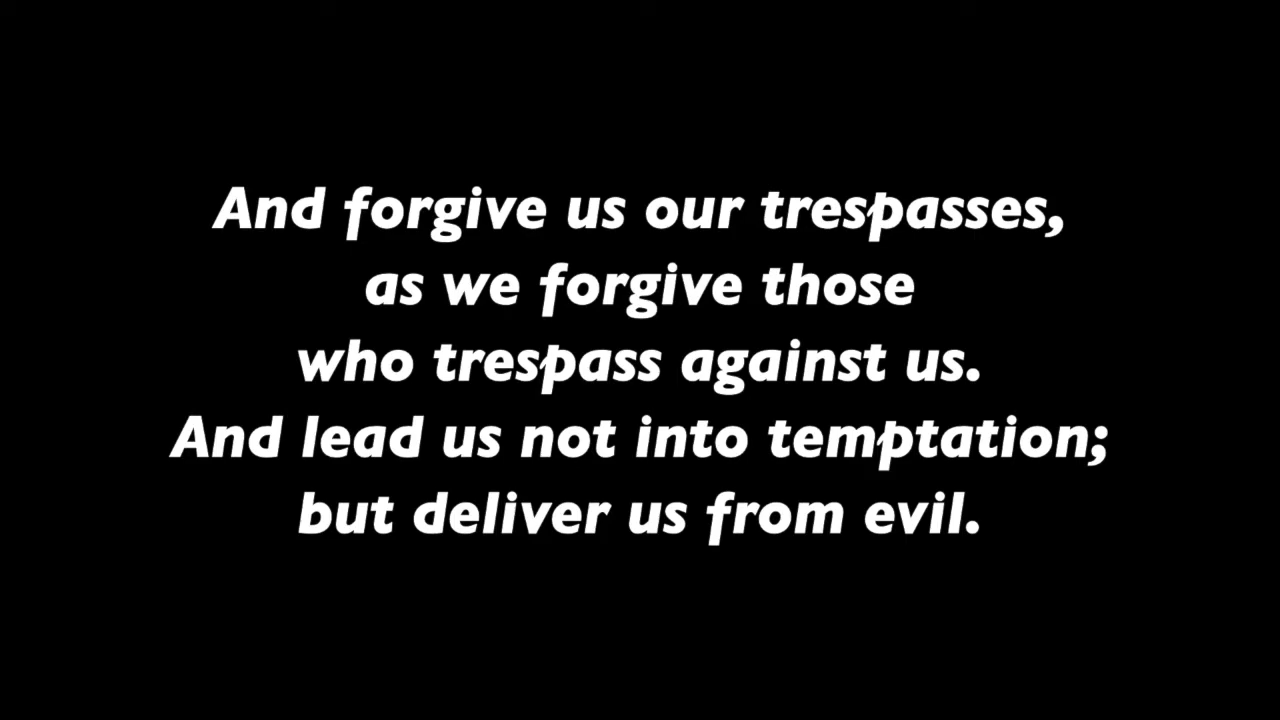 And forgive us our trespasses,
as we forgive those
who trespass against us.
And lead us not into temptation;
but deliver us from evil.